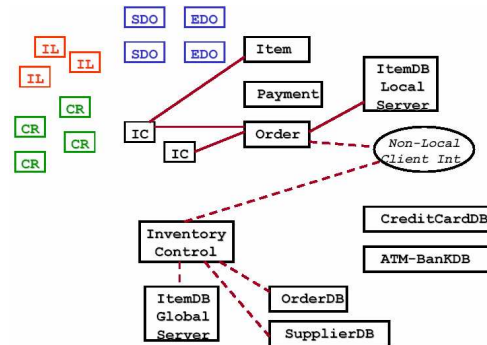 SDO EDO
IL
IL
IL
SDO EDO
Item
ItemDB
Local
Server
Payment
CR
CR
CR
CR
IC
Order
IC
Non-Local
Client Int
CreditCardDB
Inventory
Control
ATM-BanKDB
ItemDB
Global
Server
OrderDB
SupplierDB